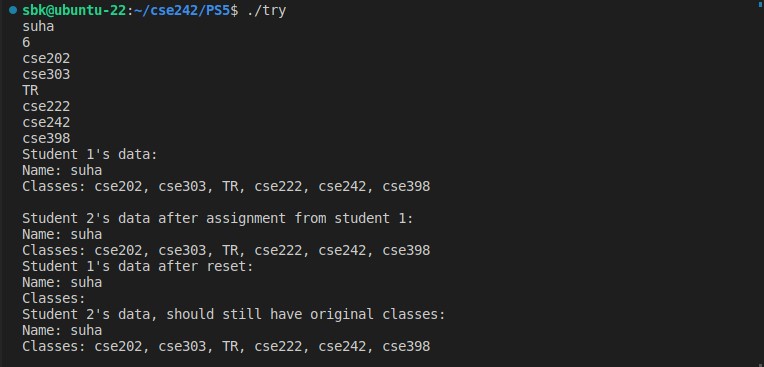 sbk@ubuntu-22:~/cse242/PS5$ ./try
suha
6
cse202
cse303
TR
cse222
cse242
cse398
Student 1's data:
Name: suha
Classes: cse202, cse303, TR, cse222, cse242, cse398
Student 2's data after assignment from student 1:
Name: suha
Classes: cse202, cse303, TR, cse222, cse242, cse398
Student 1's data after reset:
Name: suha
Classes:
Student 2's data, should still have original classes:
Name: suha
Classes: cse202, cse303, TR, cse222, cse242, cse398